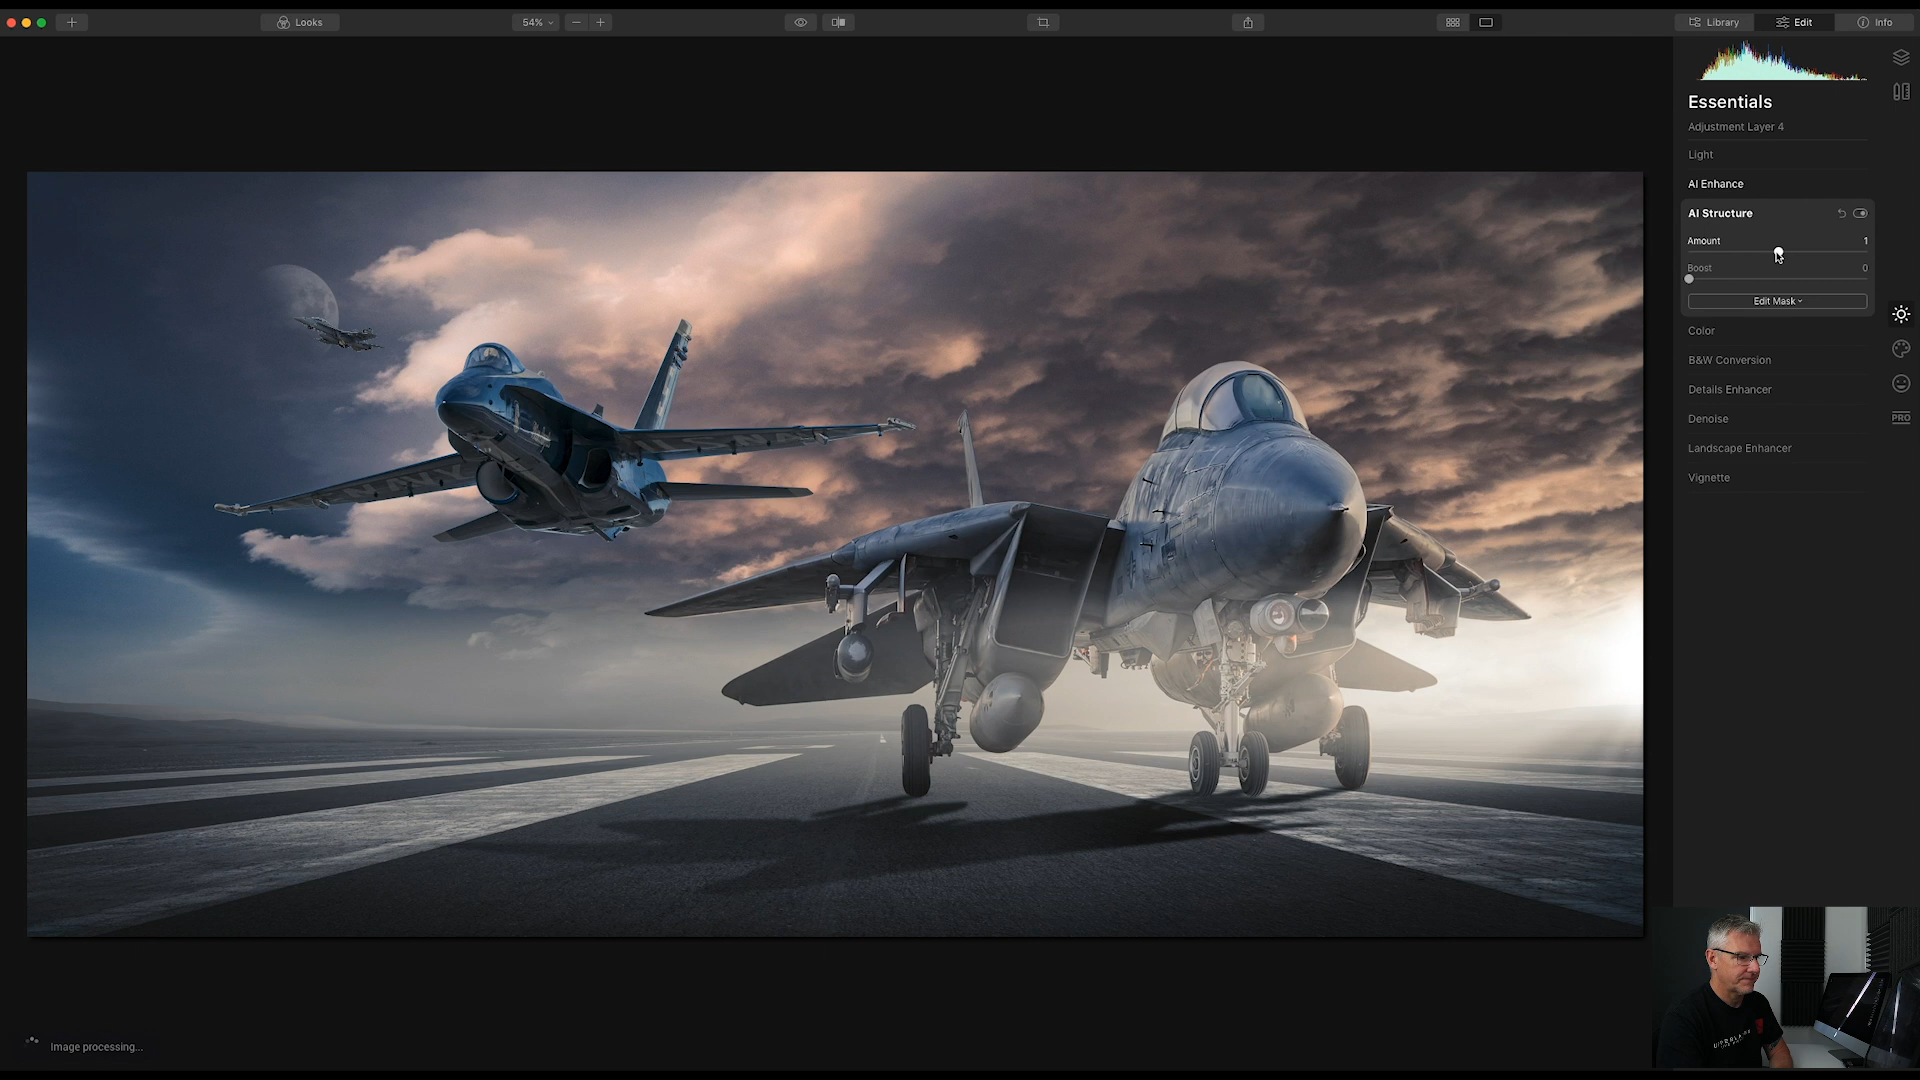 Looks
54%
Library
Edit
Info
Essentials
Adjustment Layer 4
Light
AI Enhance
AI Structure
Amount 1
Boost 0
Edit Mask
Color
B&W Conversion
Details Enhancer
Denoise
PRO
Landscape Enhancer
Vignette
NAVY
Image processing...